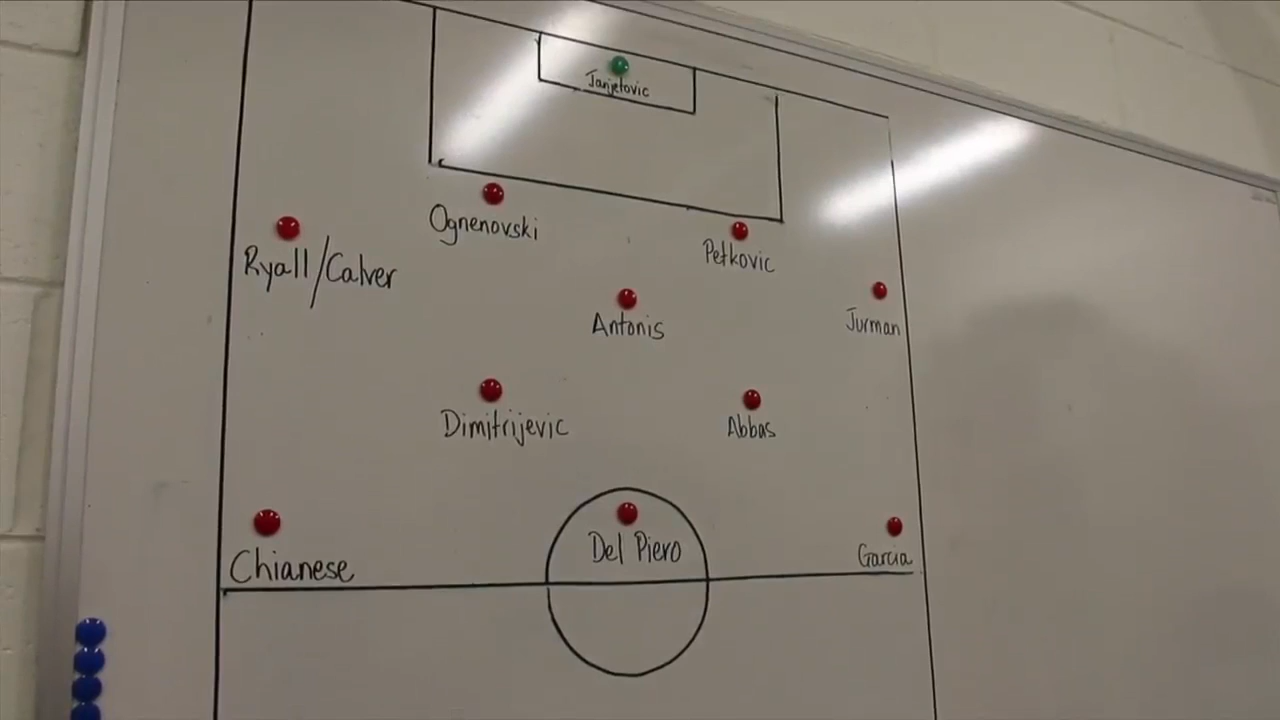 Janjetovic
Ognenovski
Petkovic
Ryall/Calver
Antonis
Jurman
Dimitrijevic
Abbas
Del Piero
Chianese
Garcia